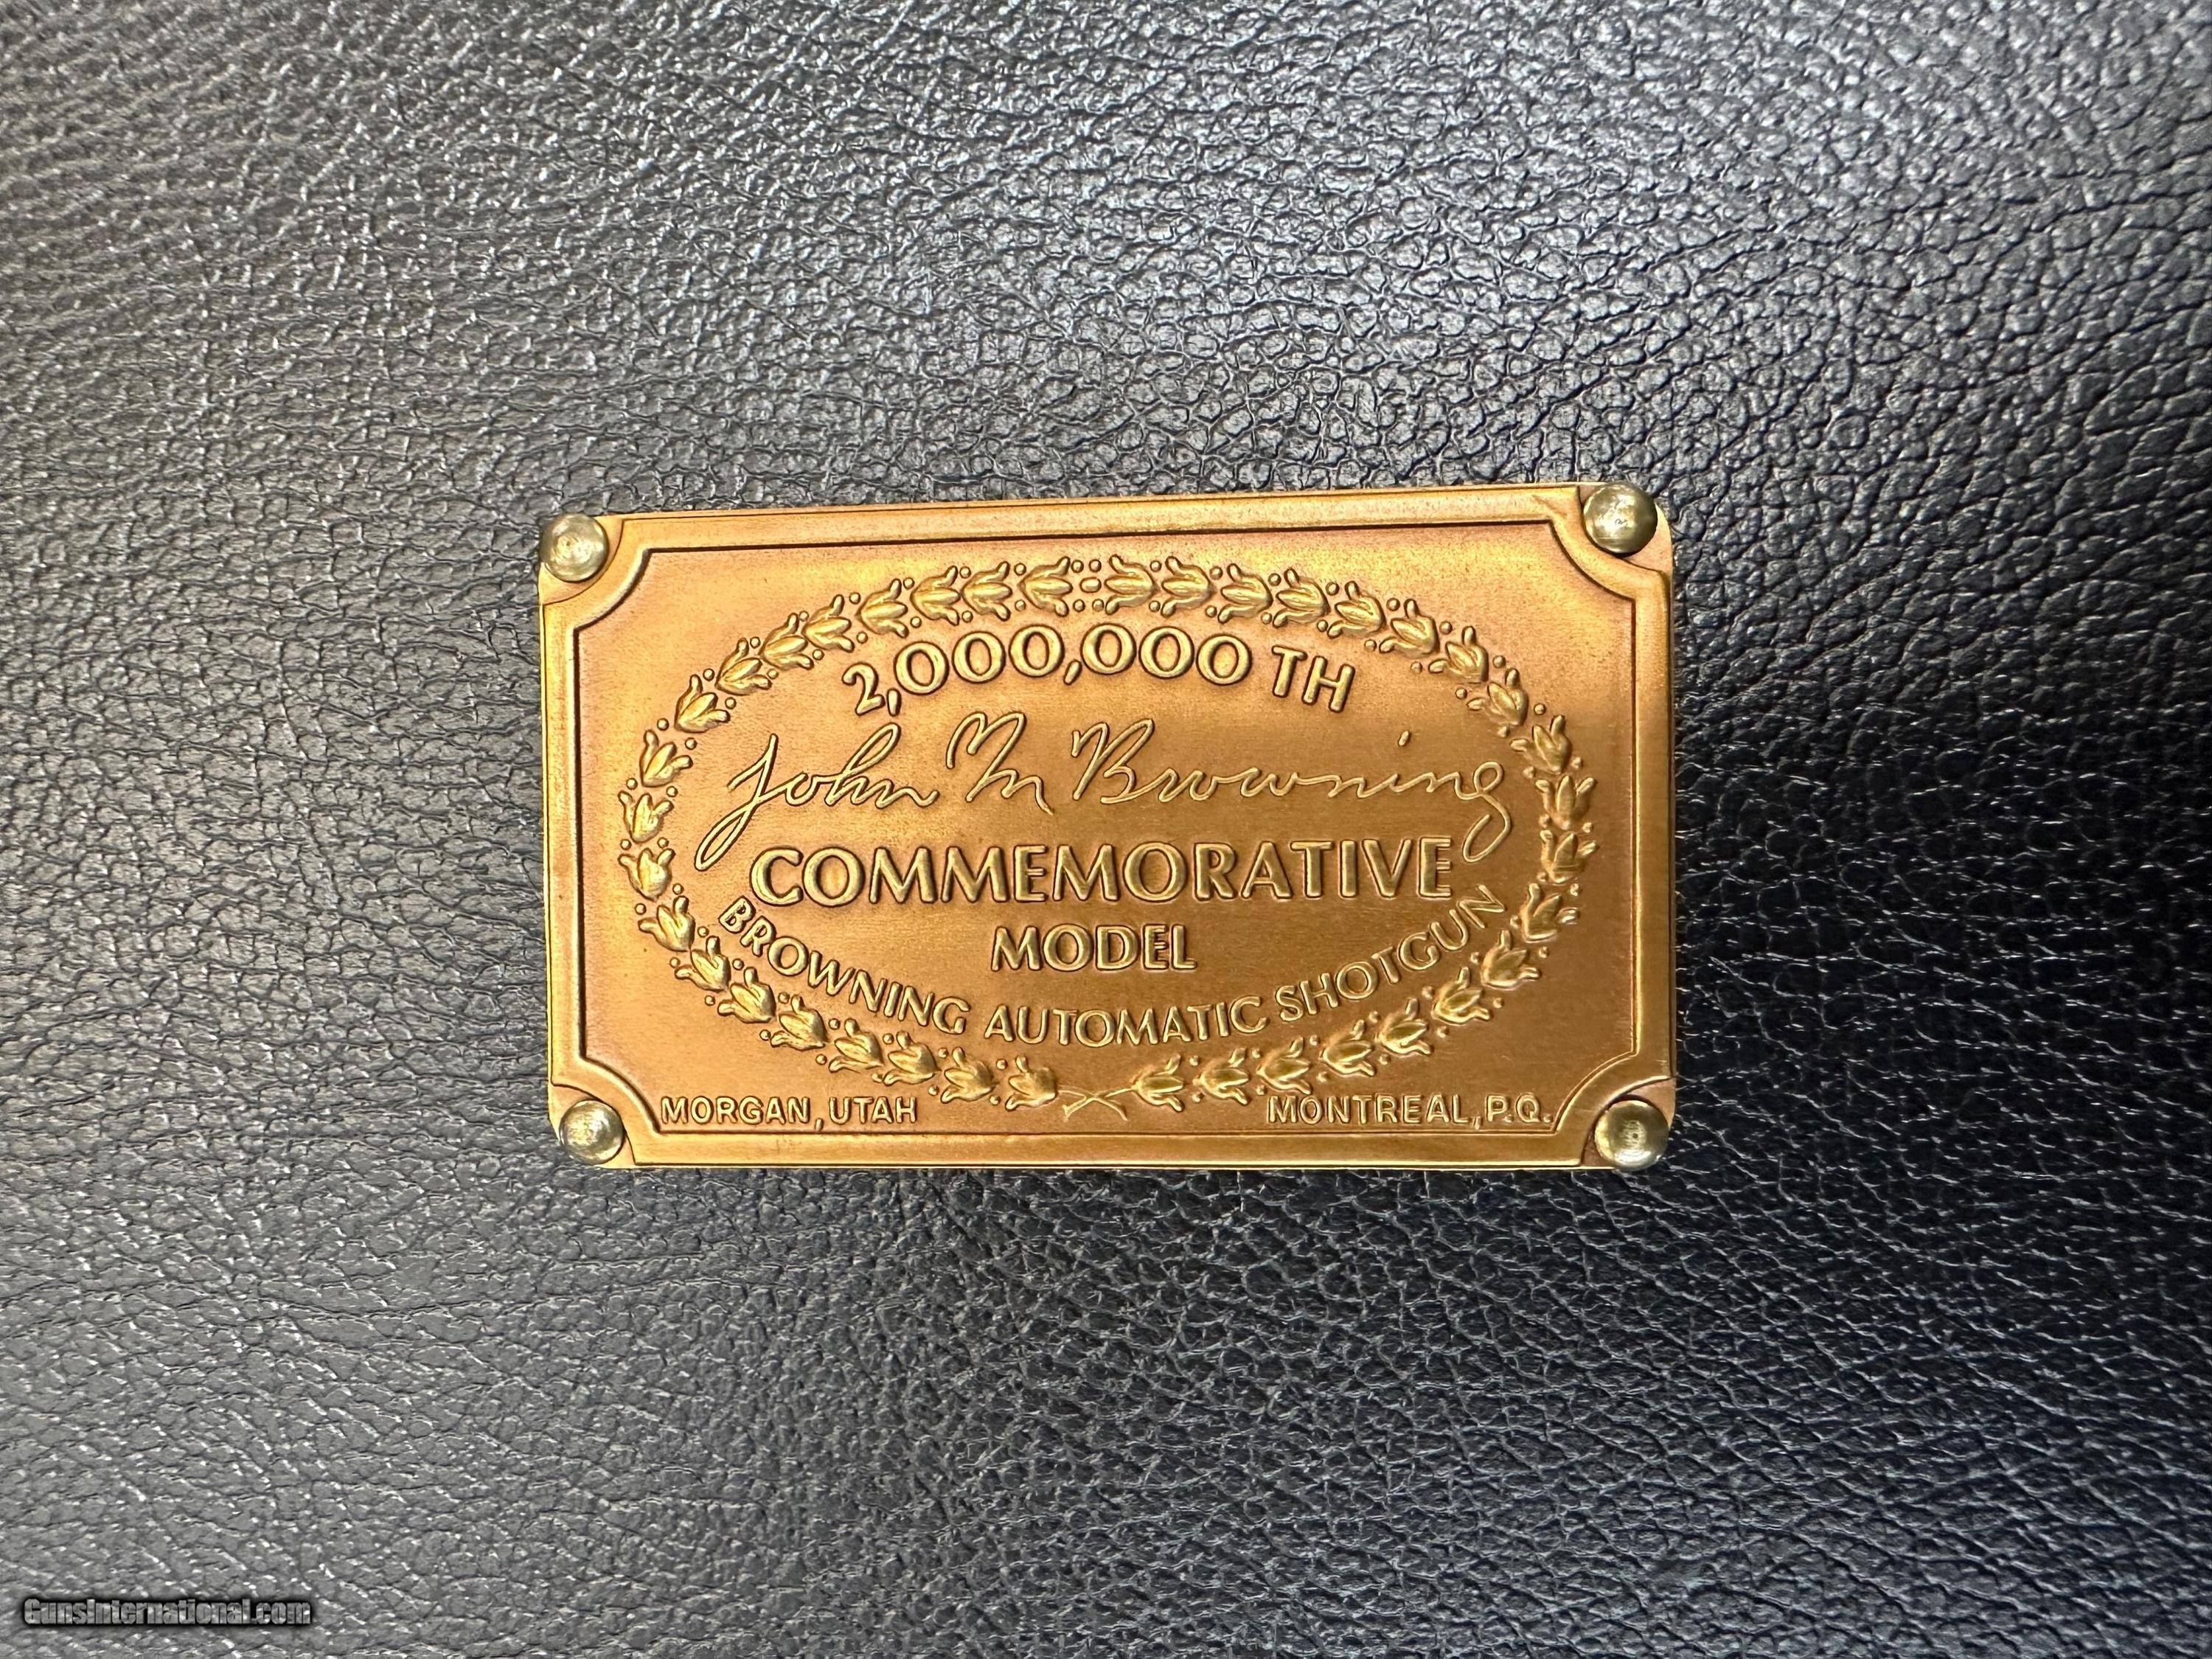 2,000,000 TH
John M Browning
COMMEMORATIVE
MODEL
BROWNING AUTOMATIC SHOTGUN
MORGAN, UTAH
MONTREAL, P.Q.
GunsInternational.com